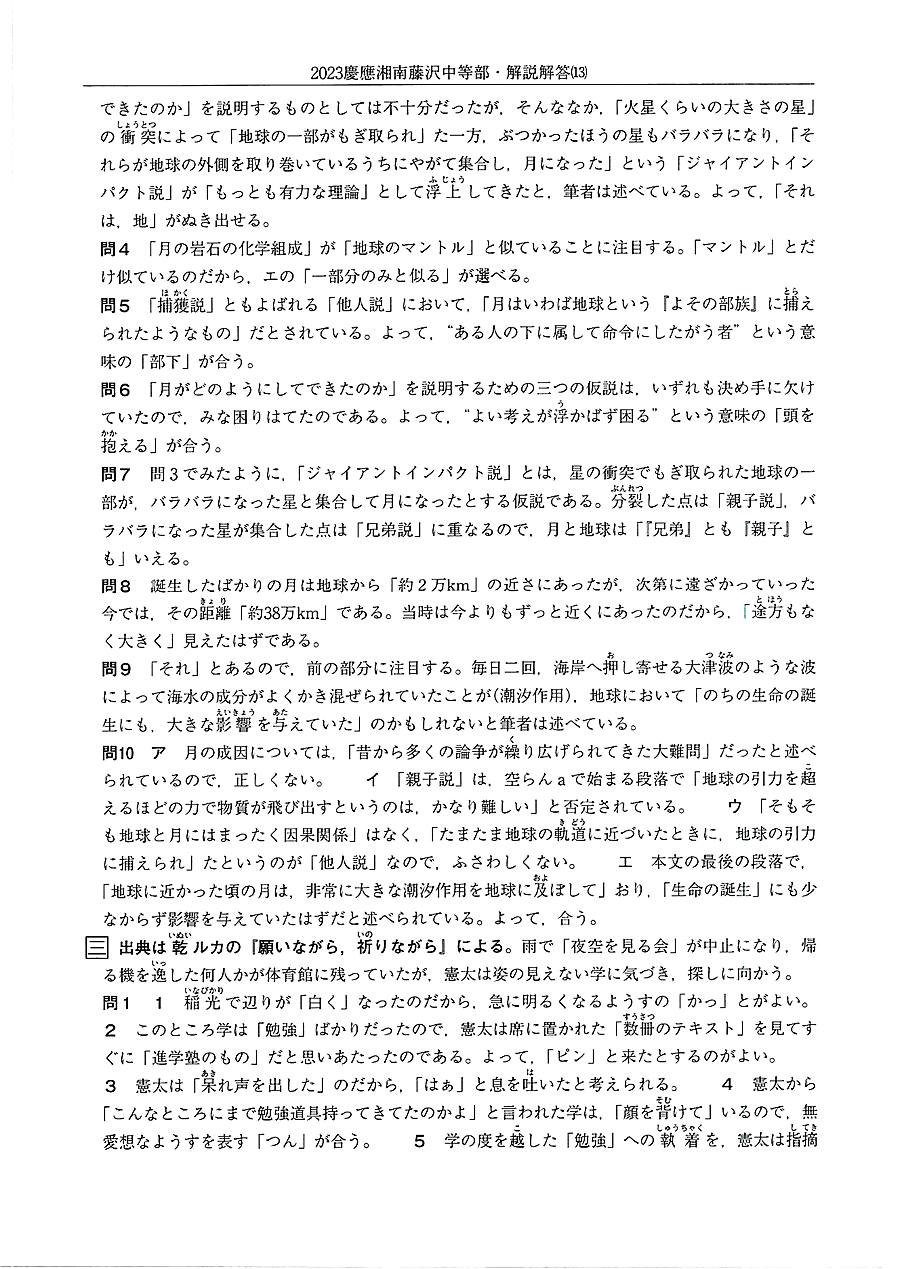 2023慶應湘南藤沢中等部・解説解答(13)
できたのか」を説明するものとしては不十分だったが，そんななか，「火星くらいの大きさの星」
の衝突によって「地球の一部がもぎ取られ」た一方，ぶつかったほうの星もバラバラになり，「そ
れらが地球の外側を取り巻いているうちにやがて集合し，月になった」という「ジャイアントイン
パクト説」が「もっとも有力な理論」として浮上してきたと，筆者は述べている。よって，「それ
は，地」がぬき出せる。
問4 「月の岩石の化学組成」が「地球のマントル」と似ていることに注目する。「マントル」とだ
け似ているのだから，エの「一部分のみと似る」が選べる。
問5 「捕獲説」ともよばれる「他人説」において，「月はいわば地球という『よその部族』に捕え
られたようなもの」だとされている。よって，“ある人の下に属して命令にしたがう者”という意
味の「部下」が合う。
問6 「月がどのようにしてできたのか」を説明するための三つの仮説は，いずれも決め手に欠け
ていたので，みな困りはてたのである。よって，“よい考えが浮かばず困る”という意味の「頭を
抱える」が合う。
問7 問3でみたように，「ジャイアントインパクト説」とは，星の衝突でもぎ取られた地球の一
部が，バラバラになった星と集合して月になったとする仮説である。分裂した点は「親子説」，バ
ラバラになった星が集合した点は「兄弟説」に重なるので，月と地球は「『兄弟』とも『親子』と
も」いえる。
問8 誕生したばかりの月は地球から「約2万km」の近さにあったが，次第に遠ざかっていった
今では，その距離「約38万km」である。当時は今よりもずっと近くにあったのだから，「途方もな
く大きく」見えたはずである。
問9 「それ」とあるので，前の部分に注目する。毎日二回，海岸へ押し寄せる大津波のような波
によって海水の成分がよくかき混ぜられていたことが(潮汐作用)，地球において「のちの生命の誕
生にも，大きな影響を与えていた」のかもしれないと筆者は述べている。
問10 ア 月の成因については，「昔から多くの論争が繰り広げられてきた大難問」だったと述べ
られているので，正しくない。 イ 「親子説」は，空らんaで始まる段落で「地球の引力を超
えるほどの力で物質が飛び出すというのは，かなり難しい」と否定されている。 ウ 「そもそ
も地球と月にはまったく因果関係」はなく，「たまたま地球の軌道に近づいたときに，地球の引力
に捕えられ」たというのが「他人説」なので，ふさわしくない。 エ 本文の最後の段落で，
「地球に近かった頃の月は，非常に大きな潮汐作用を地球に及ぼして」おり，「生命の誕生」にも少
なからず影響を与えていたはずだと述べられている。よって，合う。
三 出典は乾ルカの『願いながら，祈りながら』による。雨で「夜空を見る会」が中止になり，帰
る機を逸した何人かが体育館に残っていたが，憲太は姿の見えない学に気づき，探しに向かう。
問1 1 稲光で辺りが「白く」なったのだから，急に明るくなるようすの「かっ」とがよい。
2 このところ学は「勉強」ばかりだったので，憲太は席に置かれた「数冊のテキスト」を見てす
ぐに「進学塾のもの」だと思いあたったのである。よって，「ピン」と来たとするのがよい。
3 憲太は「呆れ声を出した」のだから，「はぁ」と息を吐いたと考えられる。 4 憲太から
「こんなところにまで勉強道具持ってきてたのかよ」と言われた学は，「顔を背けて」いるので，無
愛想なようすを表す「つん」が合う。 5 学の度を越した「勉強」への執着を，憲太は指摘